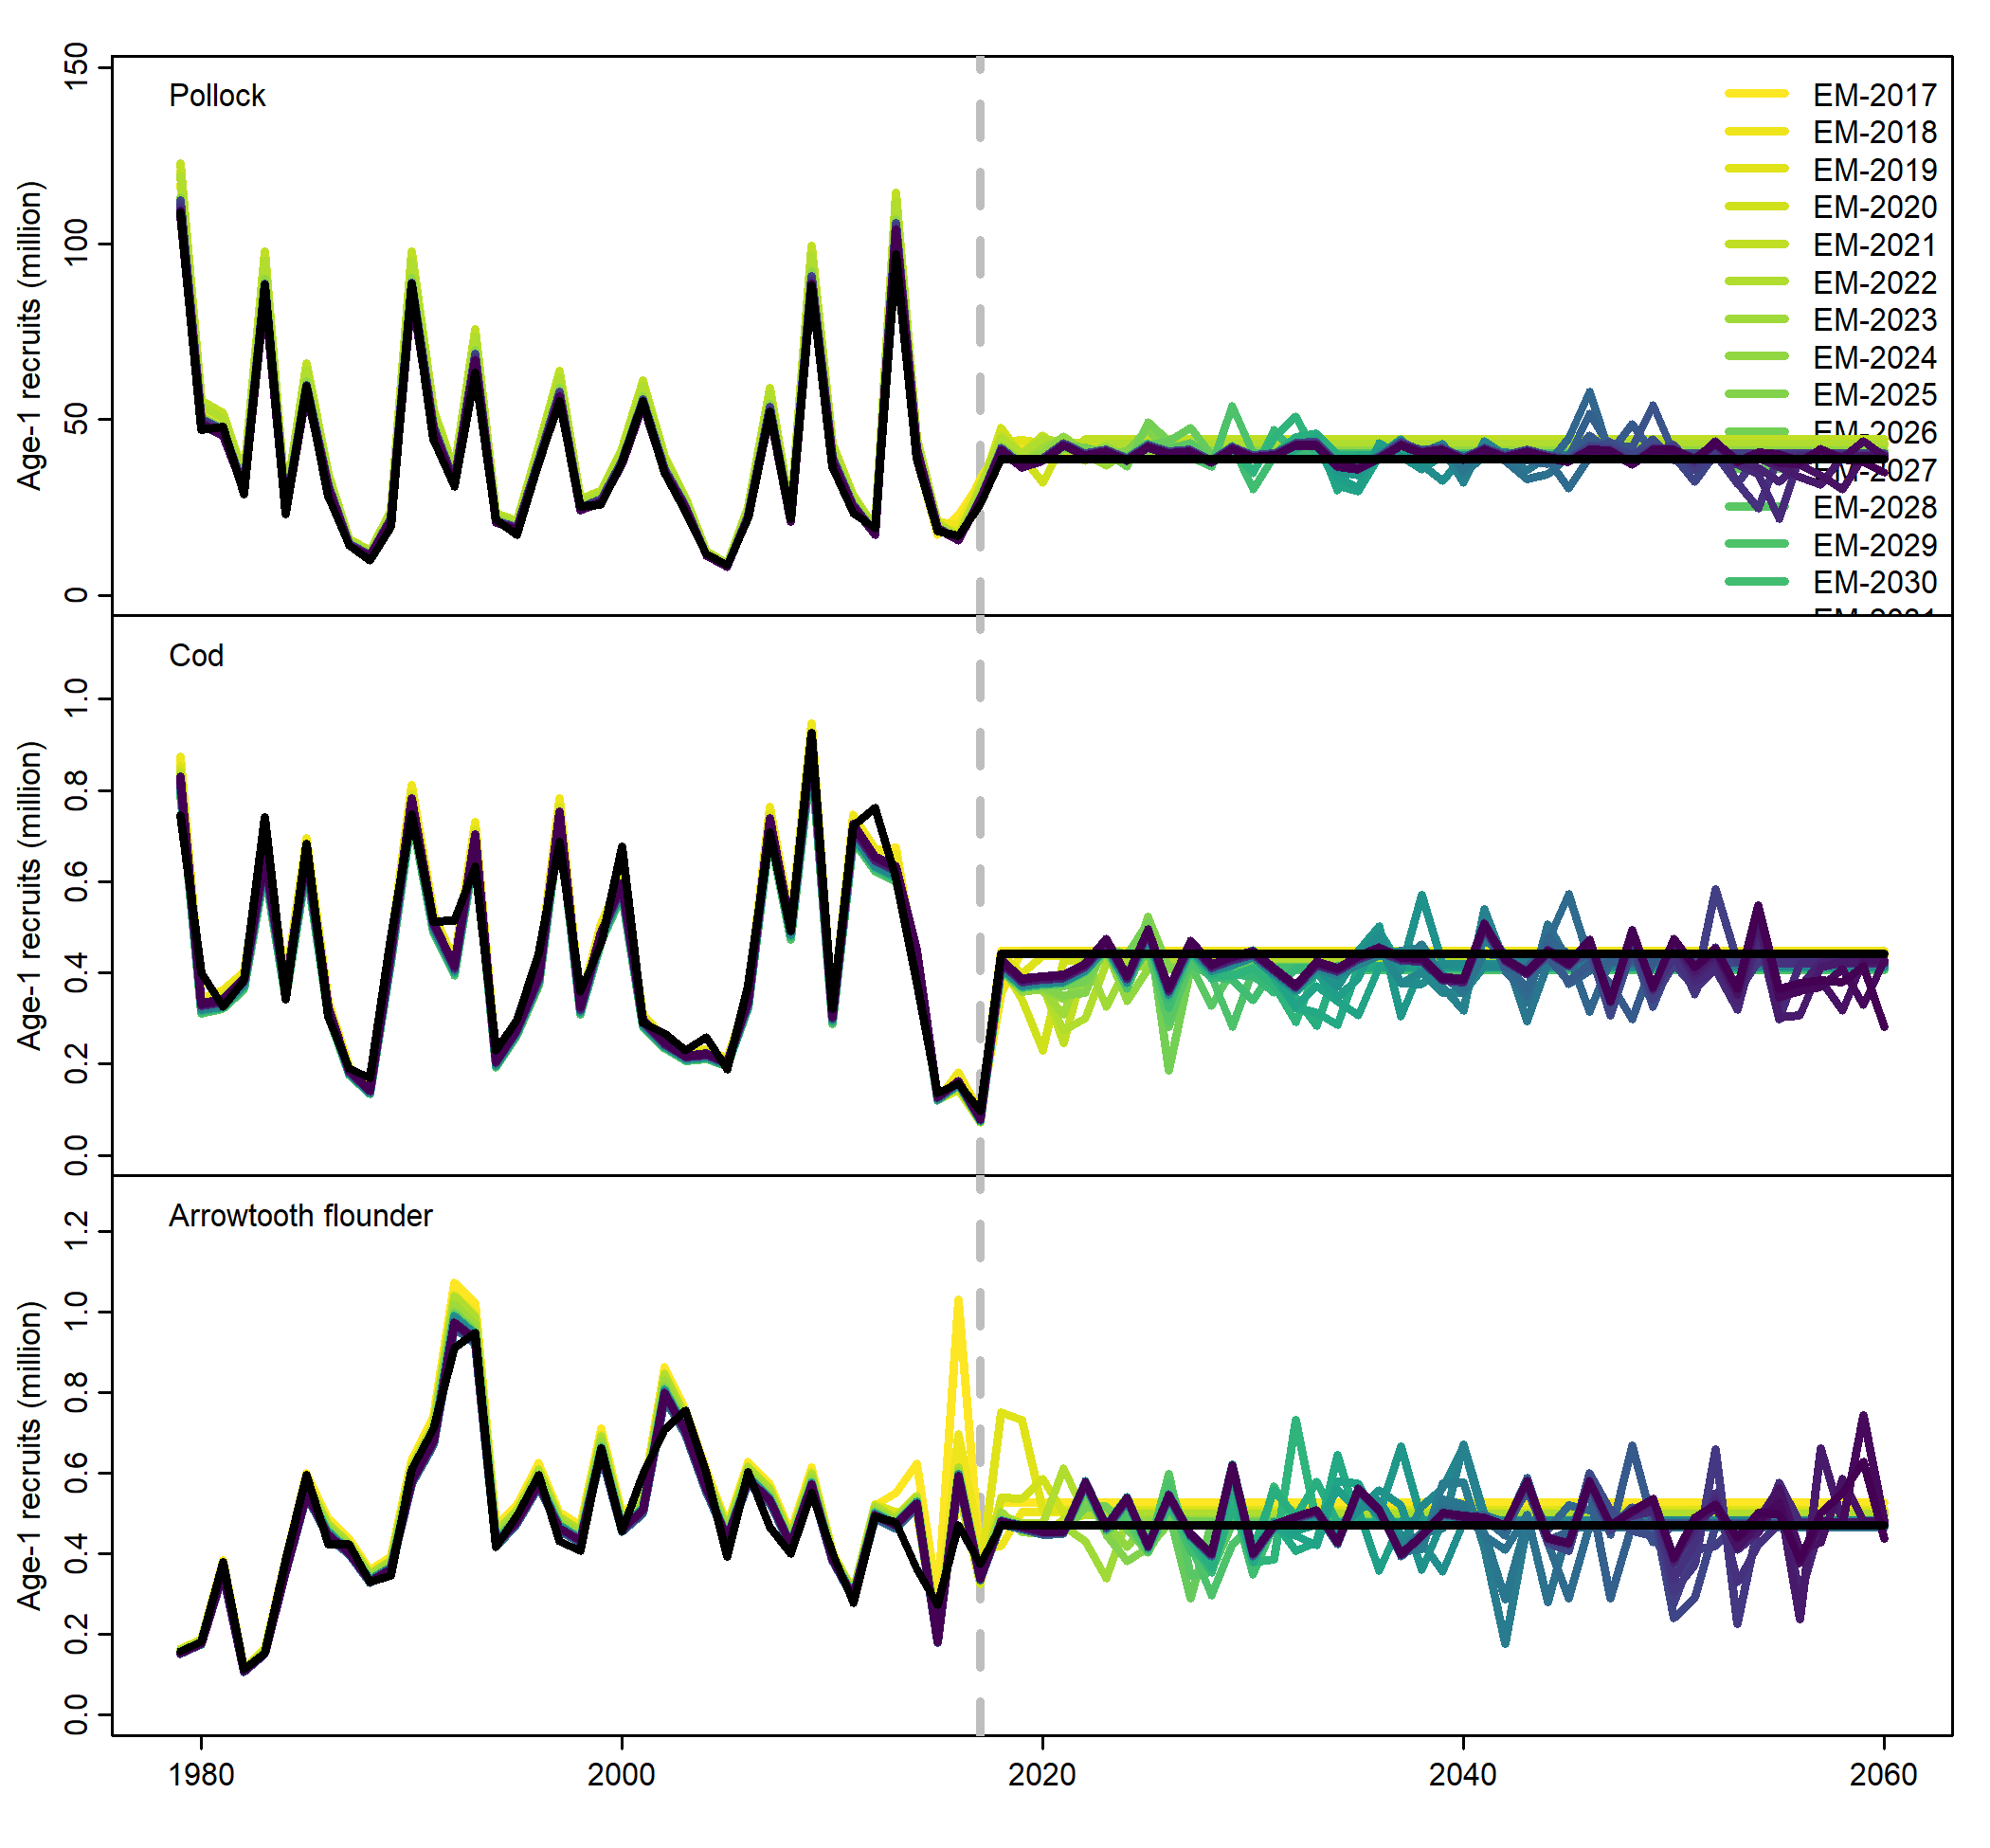 Pollock
Age-1 recruits (million)
0 50 100 150
EM-2017
EM-2018
EM-2019
EM-2020
EM-2021
EM-2022
EM-2023
EM-2024
EM-2025
EM-2026
EM-2027
EM-2028
EM-2029
EM-2030
Cod
Age-1 recruits (million)
0.0 0.2 0.4 0.6 0.8 1.0
Arrowtooth flounder
Age-1 recruits (million)
0.0 0.2 0.4 0.6 0.8 1.0 1.2
1980 2000 2020 2040 2060